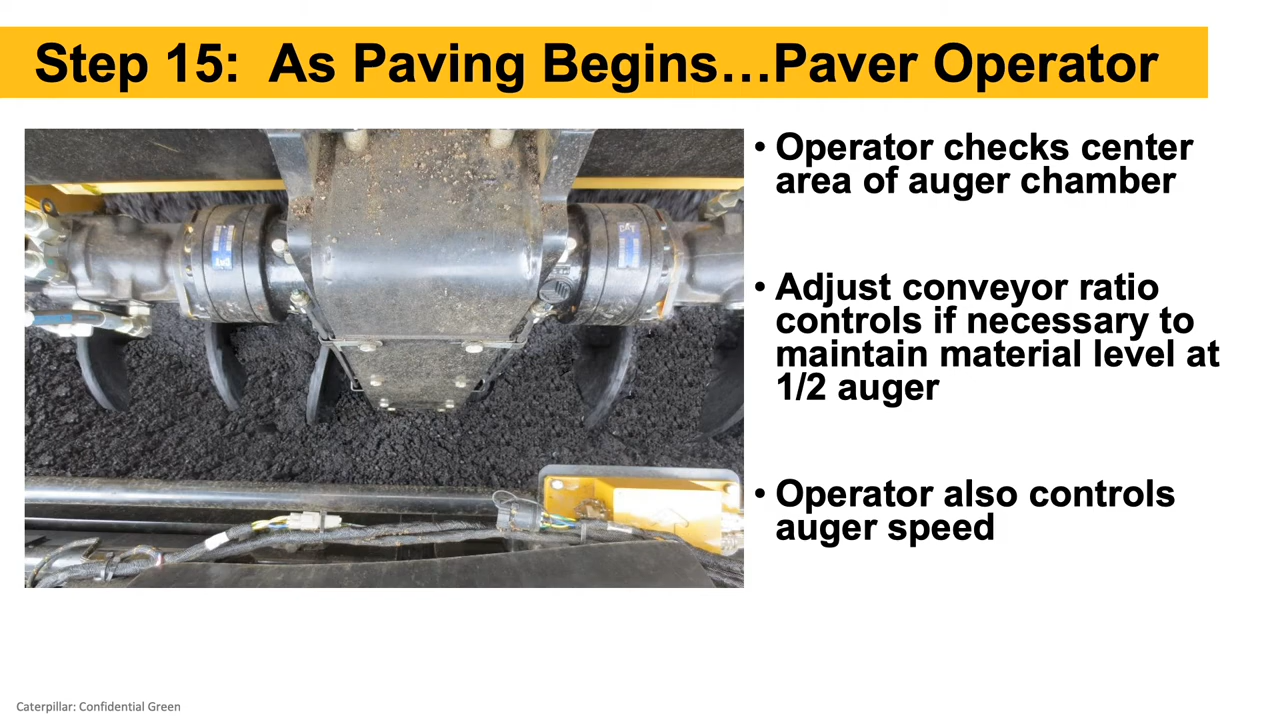 Step 15:  As Paving Begins…Paver Operator
• Operator checks center
area of auger chamber
• Adjust conveyor ratio
controls if necessary to
maintain material level at
1/2 auger
• Operator also controls
auger speed
Caterpillar: Confidential Green